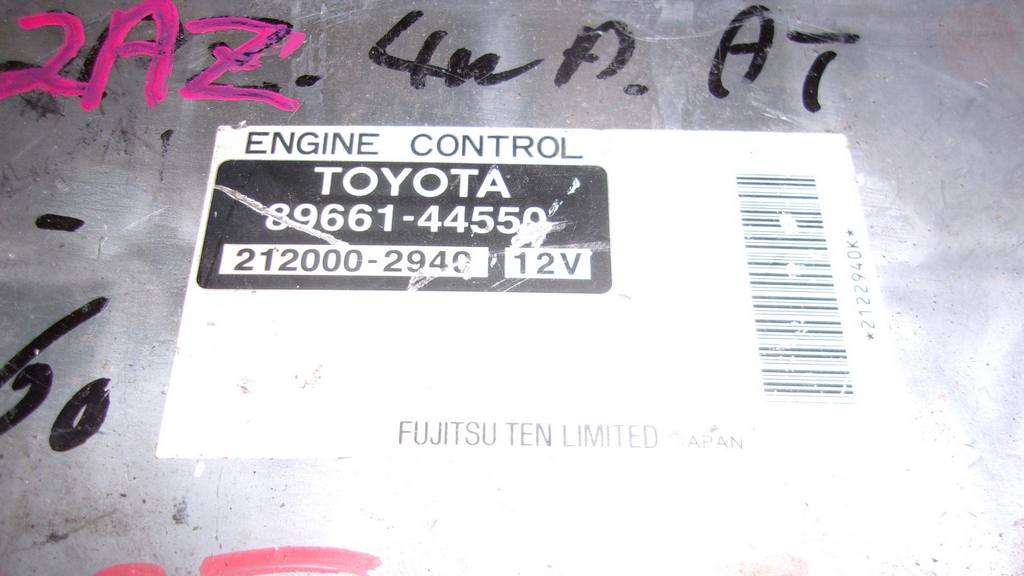 2AZ. 4WD. AT
ENGINE CONTROL
TOYOTA
89661-44550
212000-2940 12V
*2122940K*
FUJITSU TEN LIMITED JAPAN